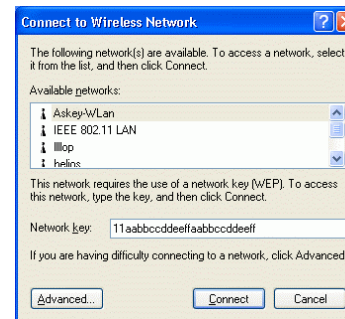 Connect to Wireless Network
The following network(s) are available. To access a network, select
it from the list, and then click Connect.
Available networks:
Askey-WLan
IEEE 802.11 LAN
Illop
helios
This network requires the use of a network key (WEP). To access
this network, type the key, and then click Connect.
Network key: 11aabbccddeeffaabbccddeeff
If you are having difficulty connecting to a network, click Advanced
Advanced... Connect Cancel